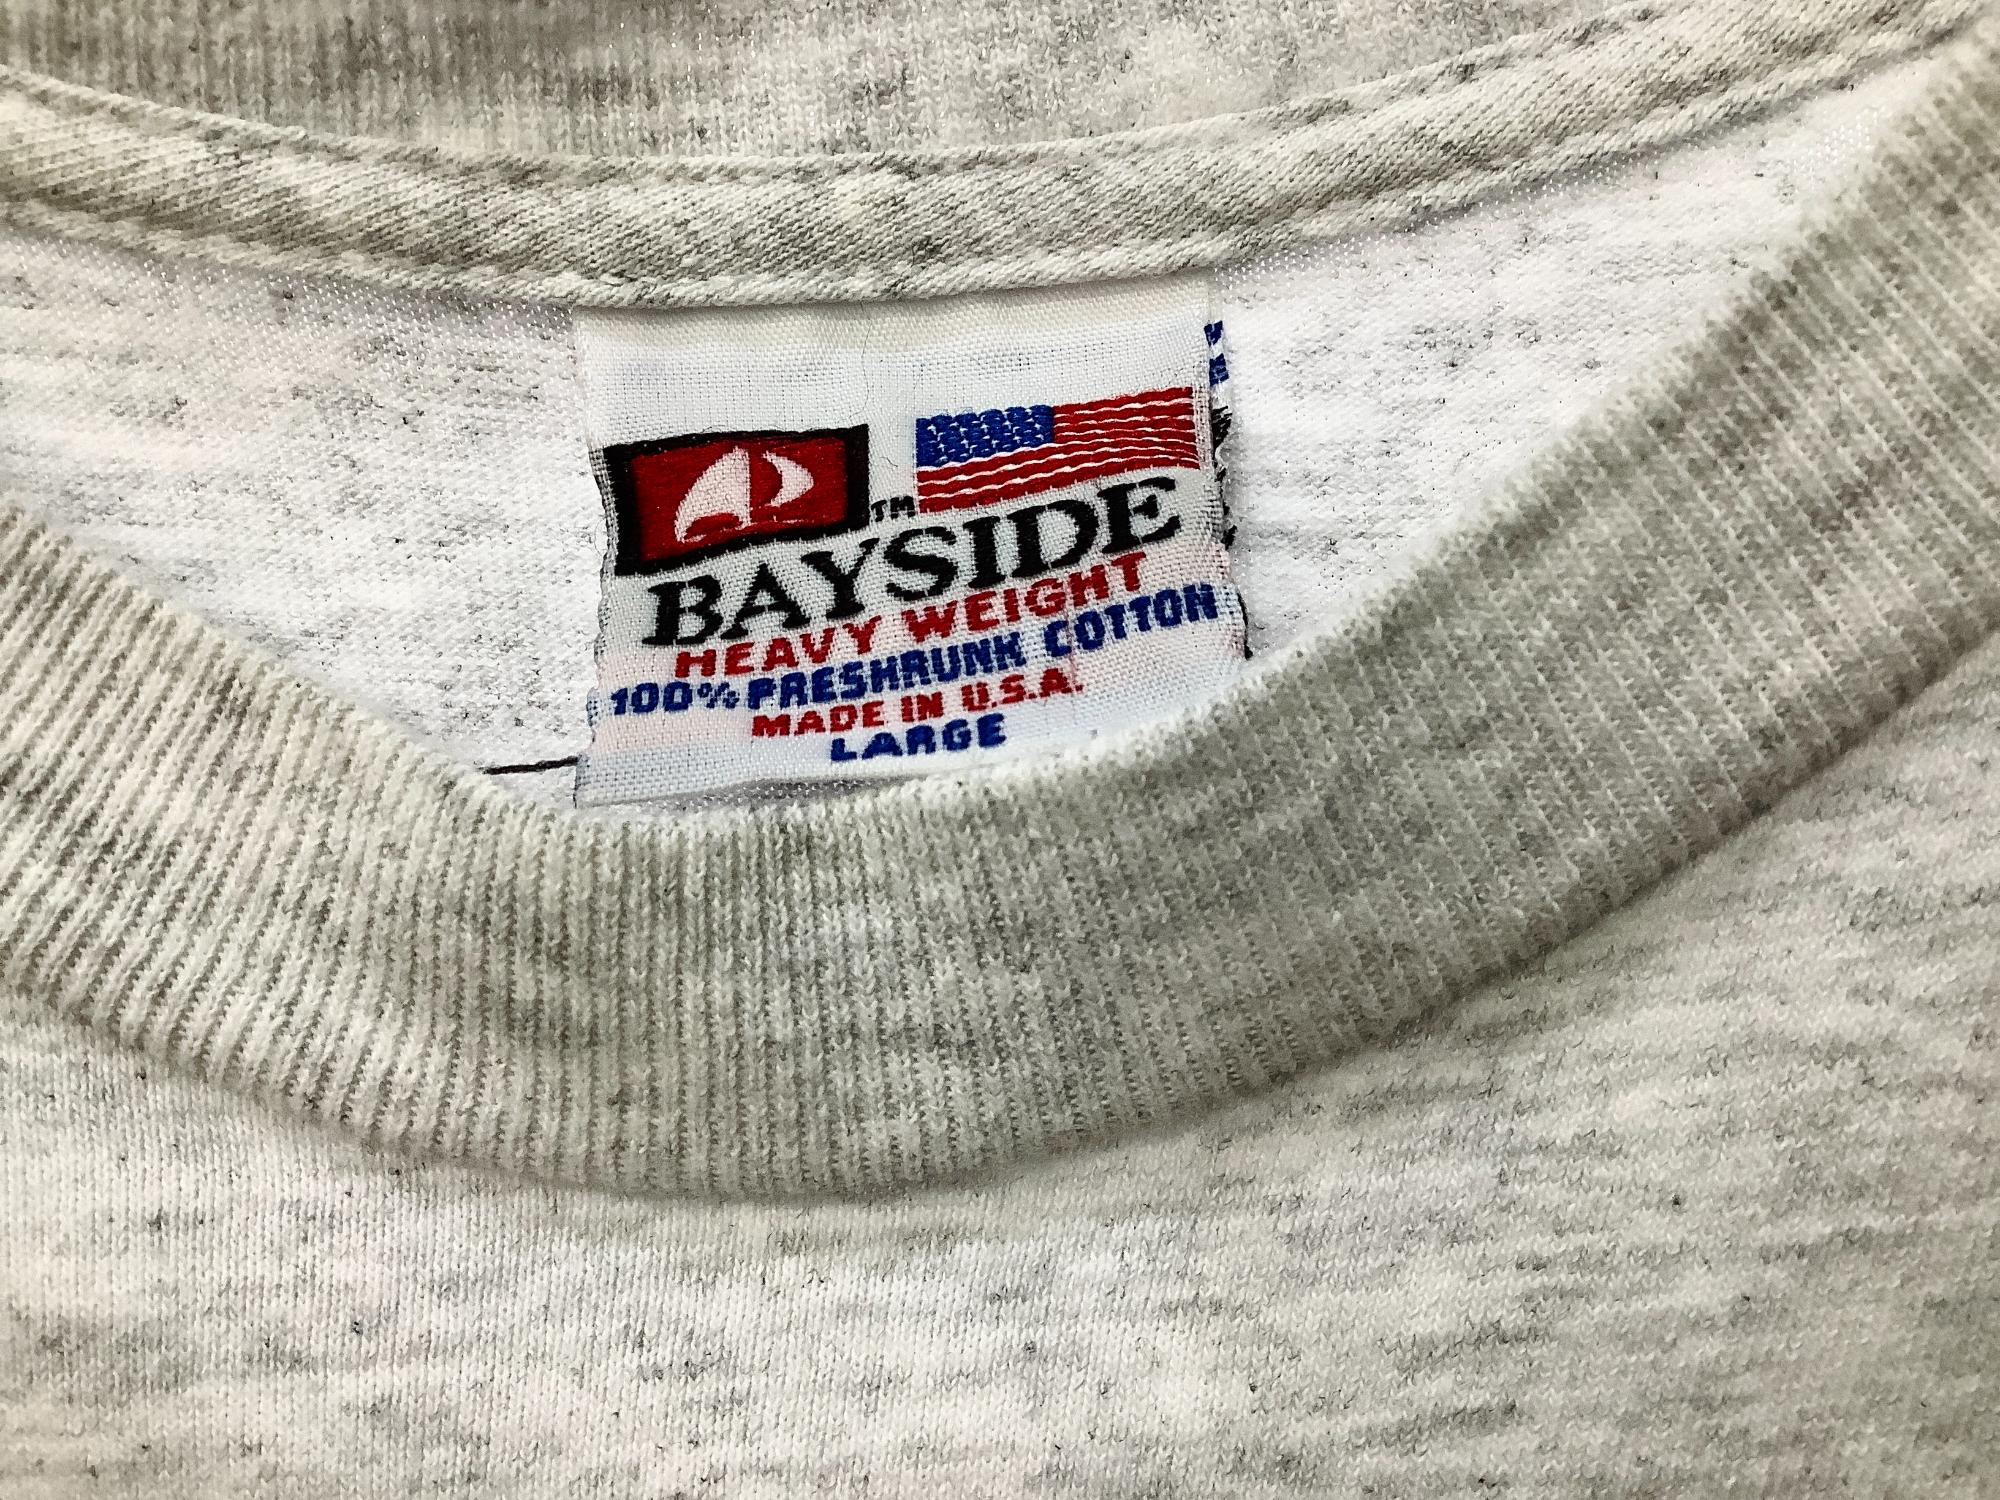 TM
BAYSIDE
HEAVY WEIGHT
100% PRESHRUNK COTTON
MADE IN U.S.A.
LARGE